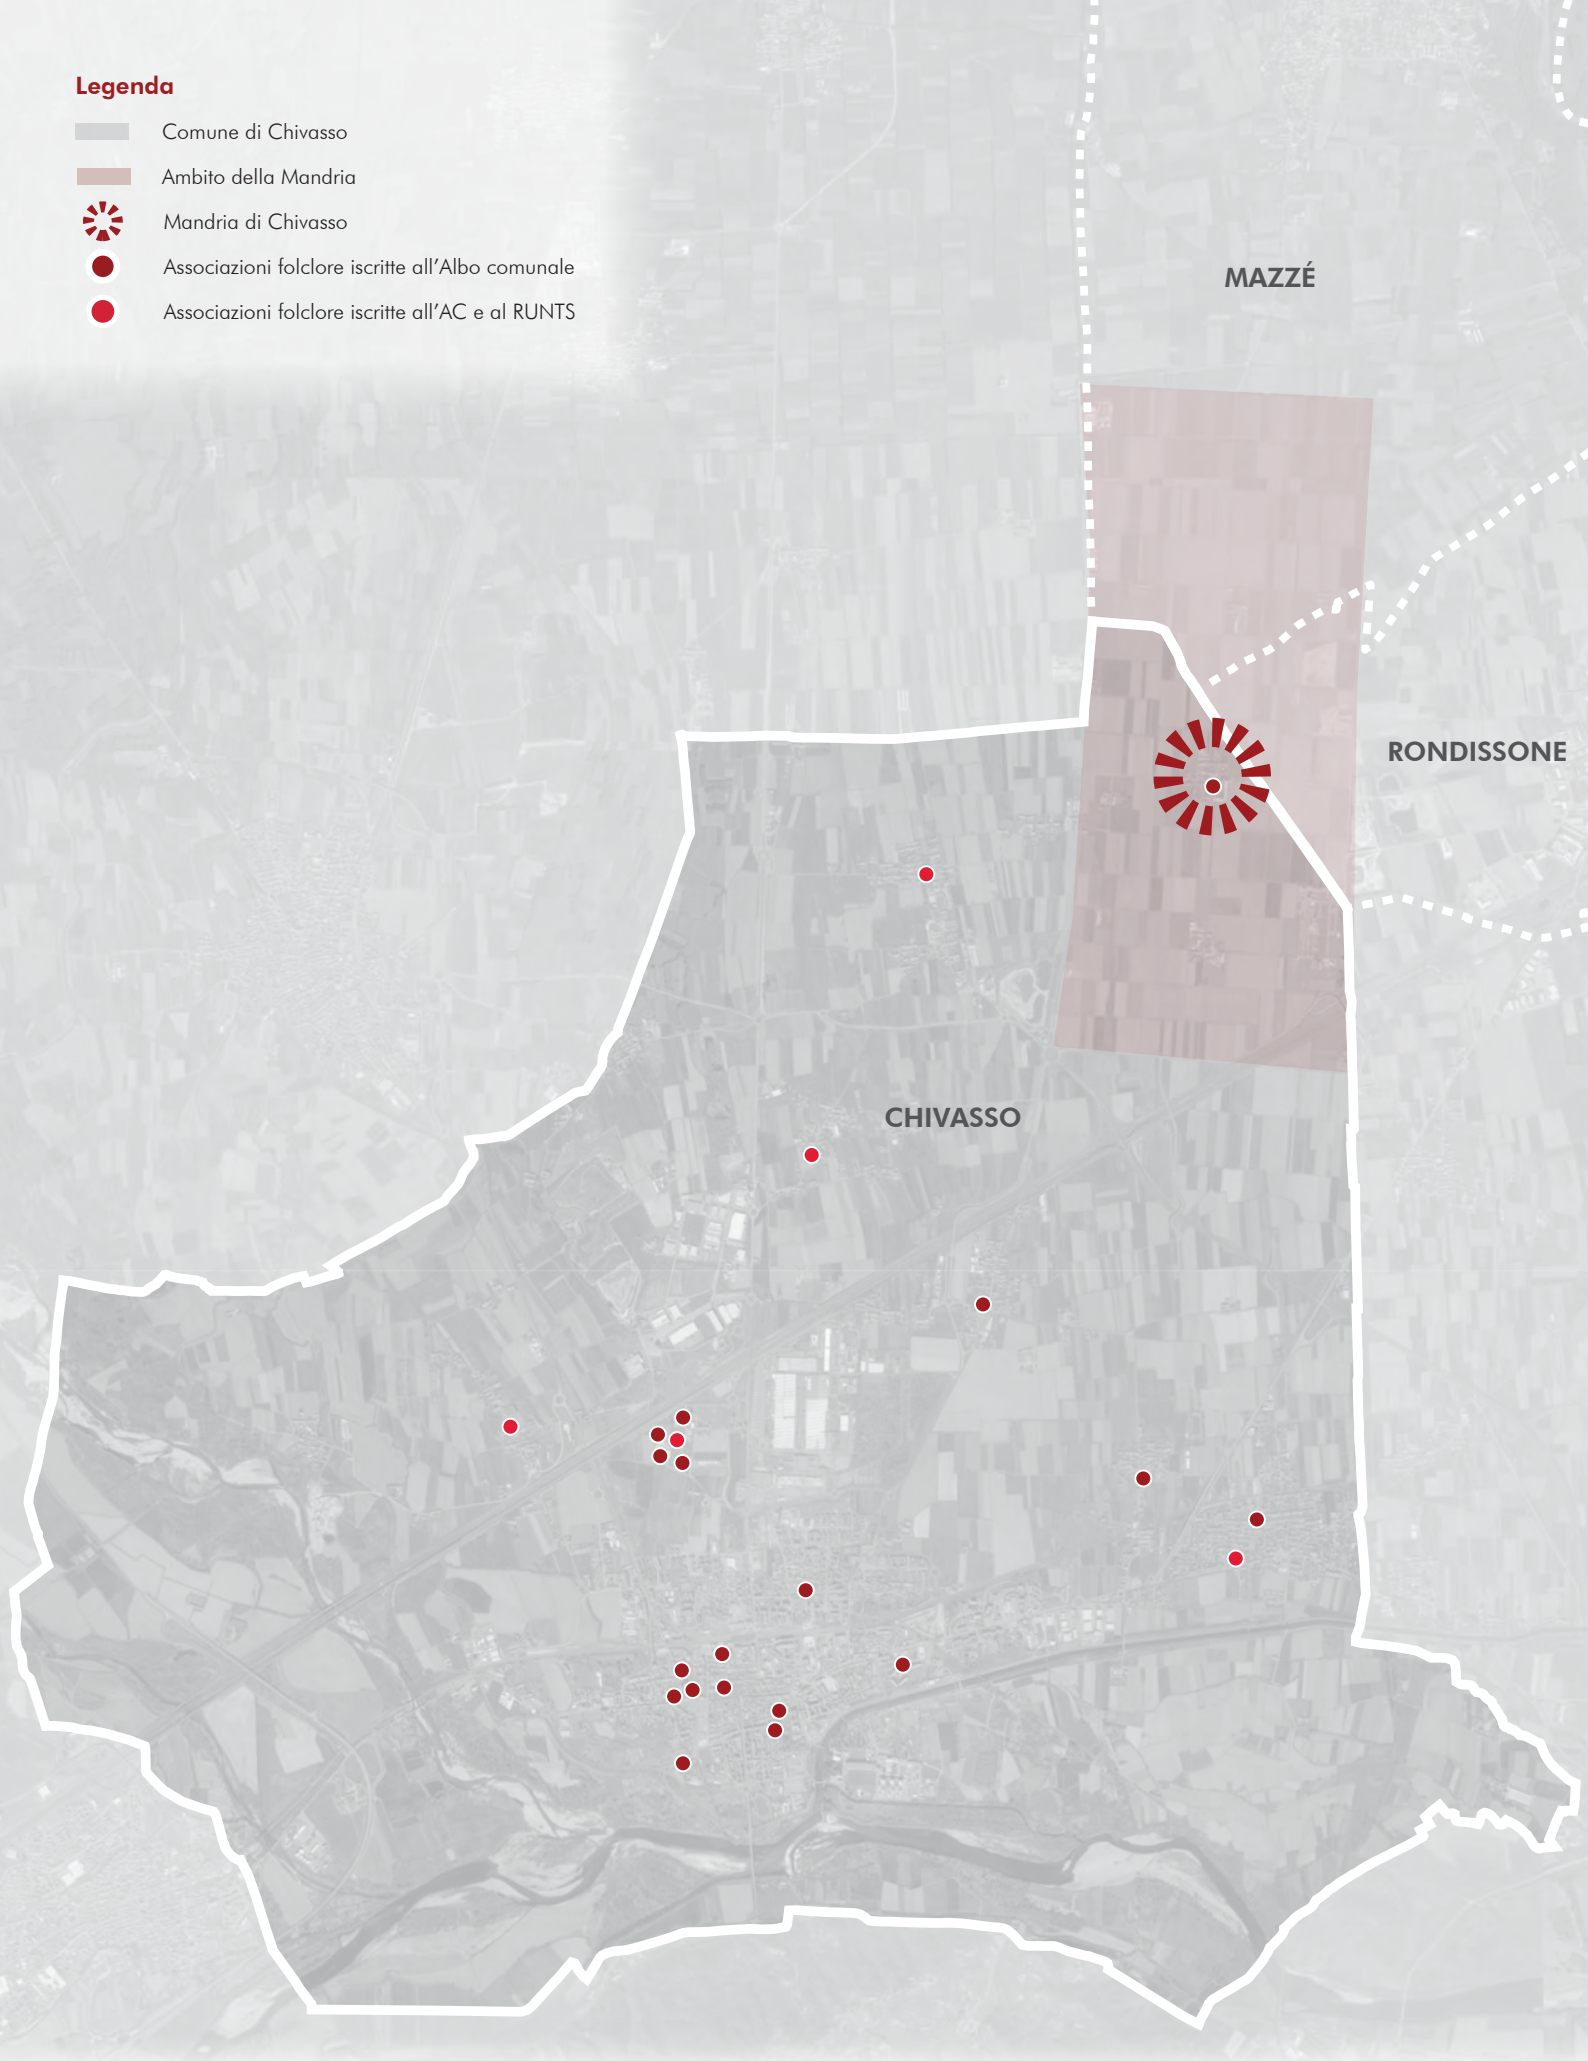 Legenda
Comune di Chivasso
Ambito della Mandria
Mandria di Chivasso
Associazioni folclore iscritte all’Albo comunale
Associazioni folclore iscritte all’AC e al RUNTS
MAZZÉ
RONDISSONE
CHIVASSO